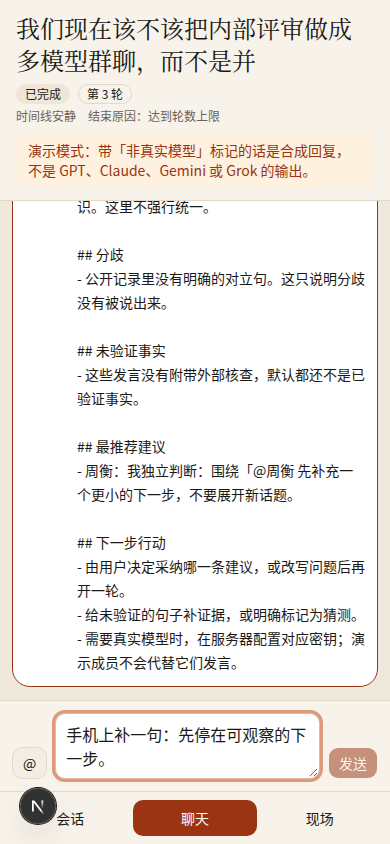 我们现在该不该把内部评审做成
多模型群聊，而不是并
已完成
第 3 轮
时间线安静 结束原因：达到轮数上限
演示模式：带「非真实模型」标记的话是合成回复，
不是 GPT、Claude、Gemini 或 Grok 的输出。
识。这里不强行统一。
## 分歧
- 公开记录里没有明确的对立句。这只说明分歧
没有被说出来。
## 未验证事实
- 这些发言没有附带外部核查，默认都还不是已
验证事实。
## 最推荐建议
- 周衡：我独立判断：围绕「@周衡 先补充一
个更小的下一步，不要展开新话题。
## 下一步行动
- 由用户决定采纳哪一条建议，或改写问题后再
开一轮。
- 给未验证的句子补证据，或明确标记为猜测。
- 需要真实模型时，在服务器配置对应密钥；演
示成员不会代替它们发言。
@
手机上补一句：先停在可观察的下
一步。
发送
N
会话
聊天
现场